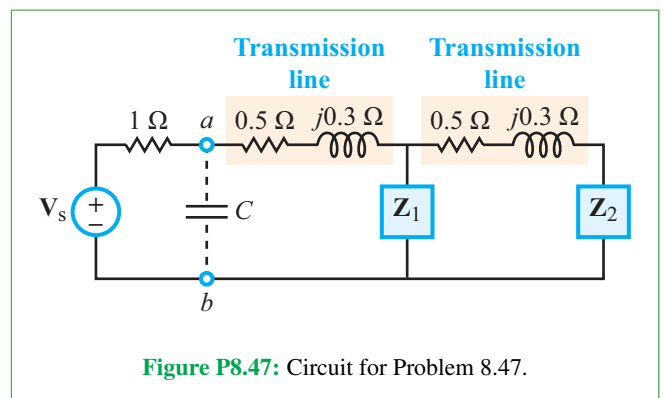 Transmission line
Transmission line
1 Ω
a
0.5 Ω
j0.3 Ω
0.5 Ω
j0.3 Ω
Vs
+
−
C
Z1
Z2
b
Figure P8.47: Circuit for Problem 8.47.